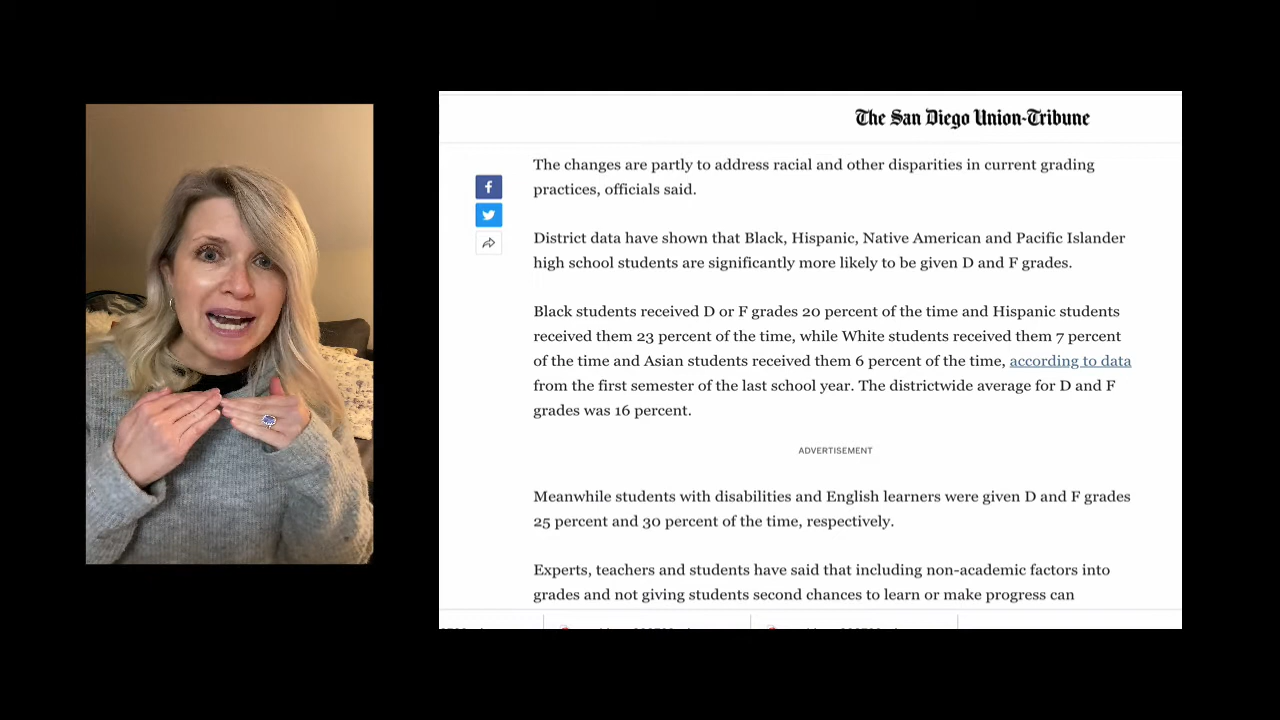 The San Diego Union-Tribune
The changes are partly to address racial and other disparities in current grading
practices, officials said.
District data have shown that Black, Hispanic, Native American and Pacific Islander
high school students are significantly more likely to be given D and F grades.
Black students received D or F grades 20 percent of the time and Hispanic students
received them 23 percent of the time, while White students received them 7 percent
of the time and Asian students received them 6 percent of the time, according to data
from the first semester of the last school year. The districtwide average for D and F
grades was 16 percent.
ADVERTISEMENT
Meanwhile students with disabilities and English learners were given D and F grades
25 percent and 30 percent of the time, respectively.
Experts, teachers and students have said that including non-academic factors into
grades and not giving students second chances to learn or make progress can